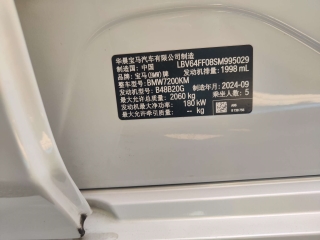 华晨宝马汽车有限公司制造
制造国：中国 LBV64FF08SM995029
品牌：宝马(BMW)牌 发动机排量：1998 mL
整车型号：BMW7200KM
发动机型号：B48B20G 制造年月：2024-09
最大允许总质量：2060 kg 乘坐人数：5
发动机最大净功率：180 kW
最大允许牵引质量：-- kg